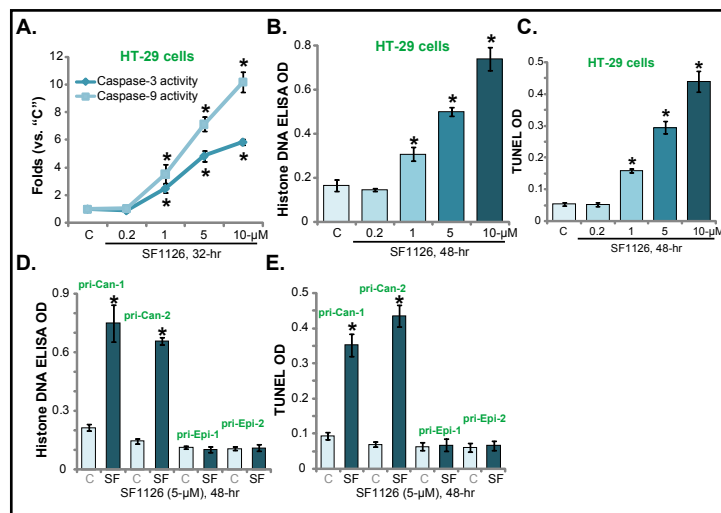 A.
HT-29 cells
Folds (vs. “C”)
12
10
8
6
4
2
0
Caspase-3 activity
Caspase-9 activity
* * *
* * *
C 0.2 1 5 10-µM
SF1126, 32-hr
B.
HT-29 cells
Histone DNA ELISA OD
0.8
0.6
0.4
0.2
0
* * *
C 0.2 1 5 10-µM
SF1126, 48-hr
C.
HT-29 cells
TUNEL OD
0.5
0.4
0.3
0.2
0.1
0
* * *
C 0.2 1 5 10-µM
SF1126, 48-hr
D.
Histone DNA ELISA OD
0.9
0.6
0.3
0
pri-Can-1
*
pri-Can-2
*
pri-Epi-1
pri-Epi-2
C SF C SF C SF C SF
SF1126 (5-µM), 48-hr
E.
TUNEL OD
0.5
0.4
0.3
0.2
0.1
0
pri-Can-1
*
pri-Can-2
*
pri-Epi-1
pri-Epi-2
C SF C SF C SF C SF
SF1126 (5-µM), 48-hr